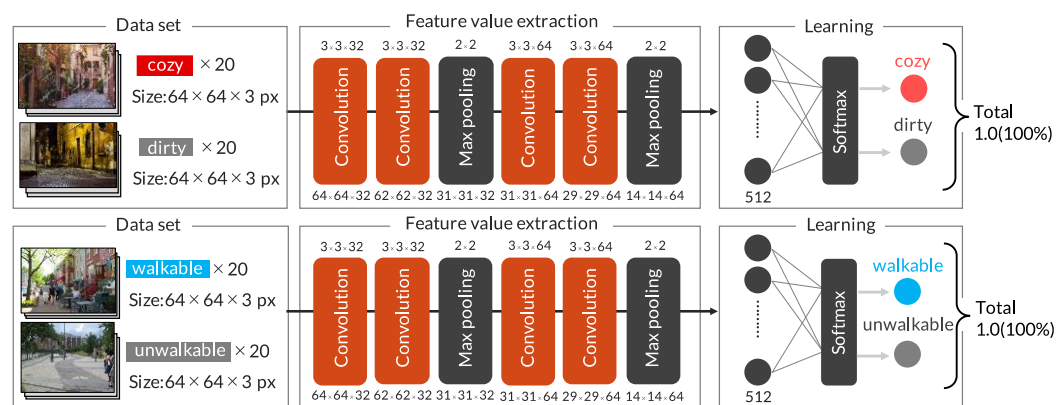 Data set
cozy × 20
Size:64 × 64 × 3 px
dirty × 20
Size:64 × 64 × 3 px
Feature value extraction
3×3×32 3×3×32 2×2 3×3×64 3×3×64 2×2
Convolution
Convolution
Max pooling
Convolution
Convolution
Max pooling
64×64×32 62×62×32 31×31×32 31×31×64 29×29×64 14×14×64
Learning
512
Softmax
cozy
dirty
Total
1.0(100%)
Data set
walkable × 20
Size:64 × 64 × 3 px
unwalkable × 20
Size:64 × 64 × 3 px
Feature value extraction
3×3×32 3×3×32 2×2 3×3×64 3×3×64 2×2
Convolution
Convolution
Max pooling
Convolution
Convolution
Max pooling
64×64×32 62×62×32 31×31×32 31×31×64 29×29×64 14×14×64
Learning
512
Softmax
walkable
unwalkable
Total
1.0(100%)